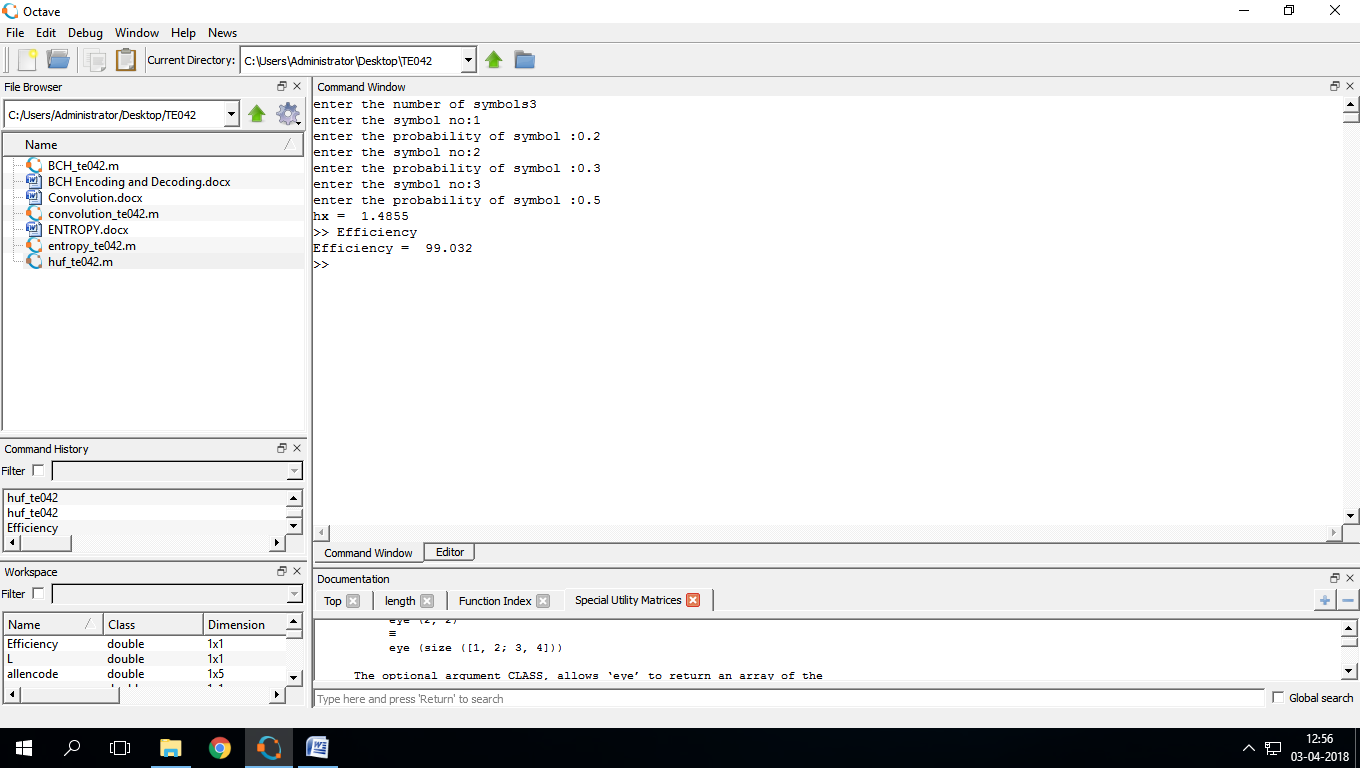 Octave
File Edit Debug Window Help News
Current Directory: C:\Users\Administrator\Desktop\TE042
File Browser
C:/Users/Administrator/Desktop/TE042
Name
BCH_te042.m
BCH Encoding and Decoding.docx
Convolution.docx
convolution_te042.m
ENTROPY.docx
entropy_te042.m
huf_te042.m
Command History
Filter
huf_te042
huf_te042
Efficiency
Workspace
Filter
Name Class Dimension
Efficiency double 1x1
L double 1x1
allencode double 1x5
Command Window
enter the number of symbols3
enter the symbol no:1
enter the probability of symbol :0.2
enter the symbol no:2
enter the probability of symbol :0.3
enter the symbol no:3
enter the probability of symbol :0.5
hx =  1.4855
>> Efficiency
Efficiency =  99.032
>>
Command Window Editor
Documentation
Top length Function Index Special Utility Matrices
eye (2, 2)
≡
eye (size ([1, 2; 3, 4]))
The optional argument CLASS, allows ‘eye’ to return an array of the
Type here and press 'Return' to search Global search
12:56
03-04-2018